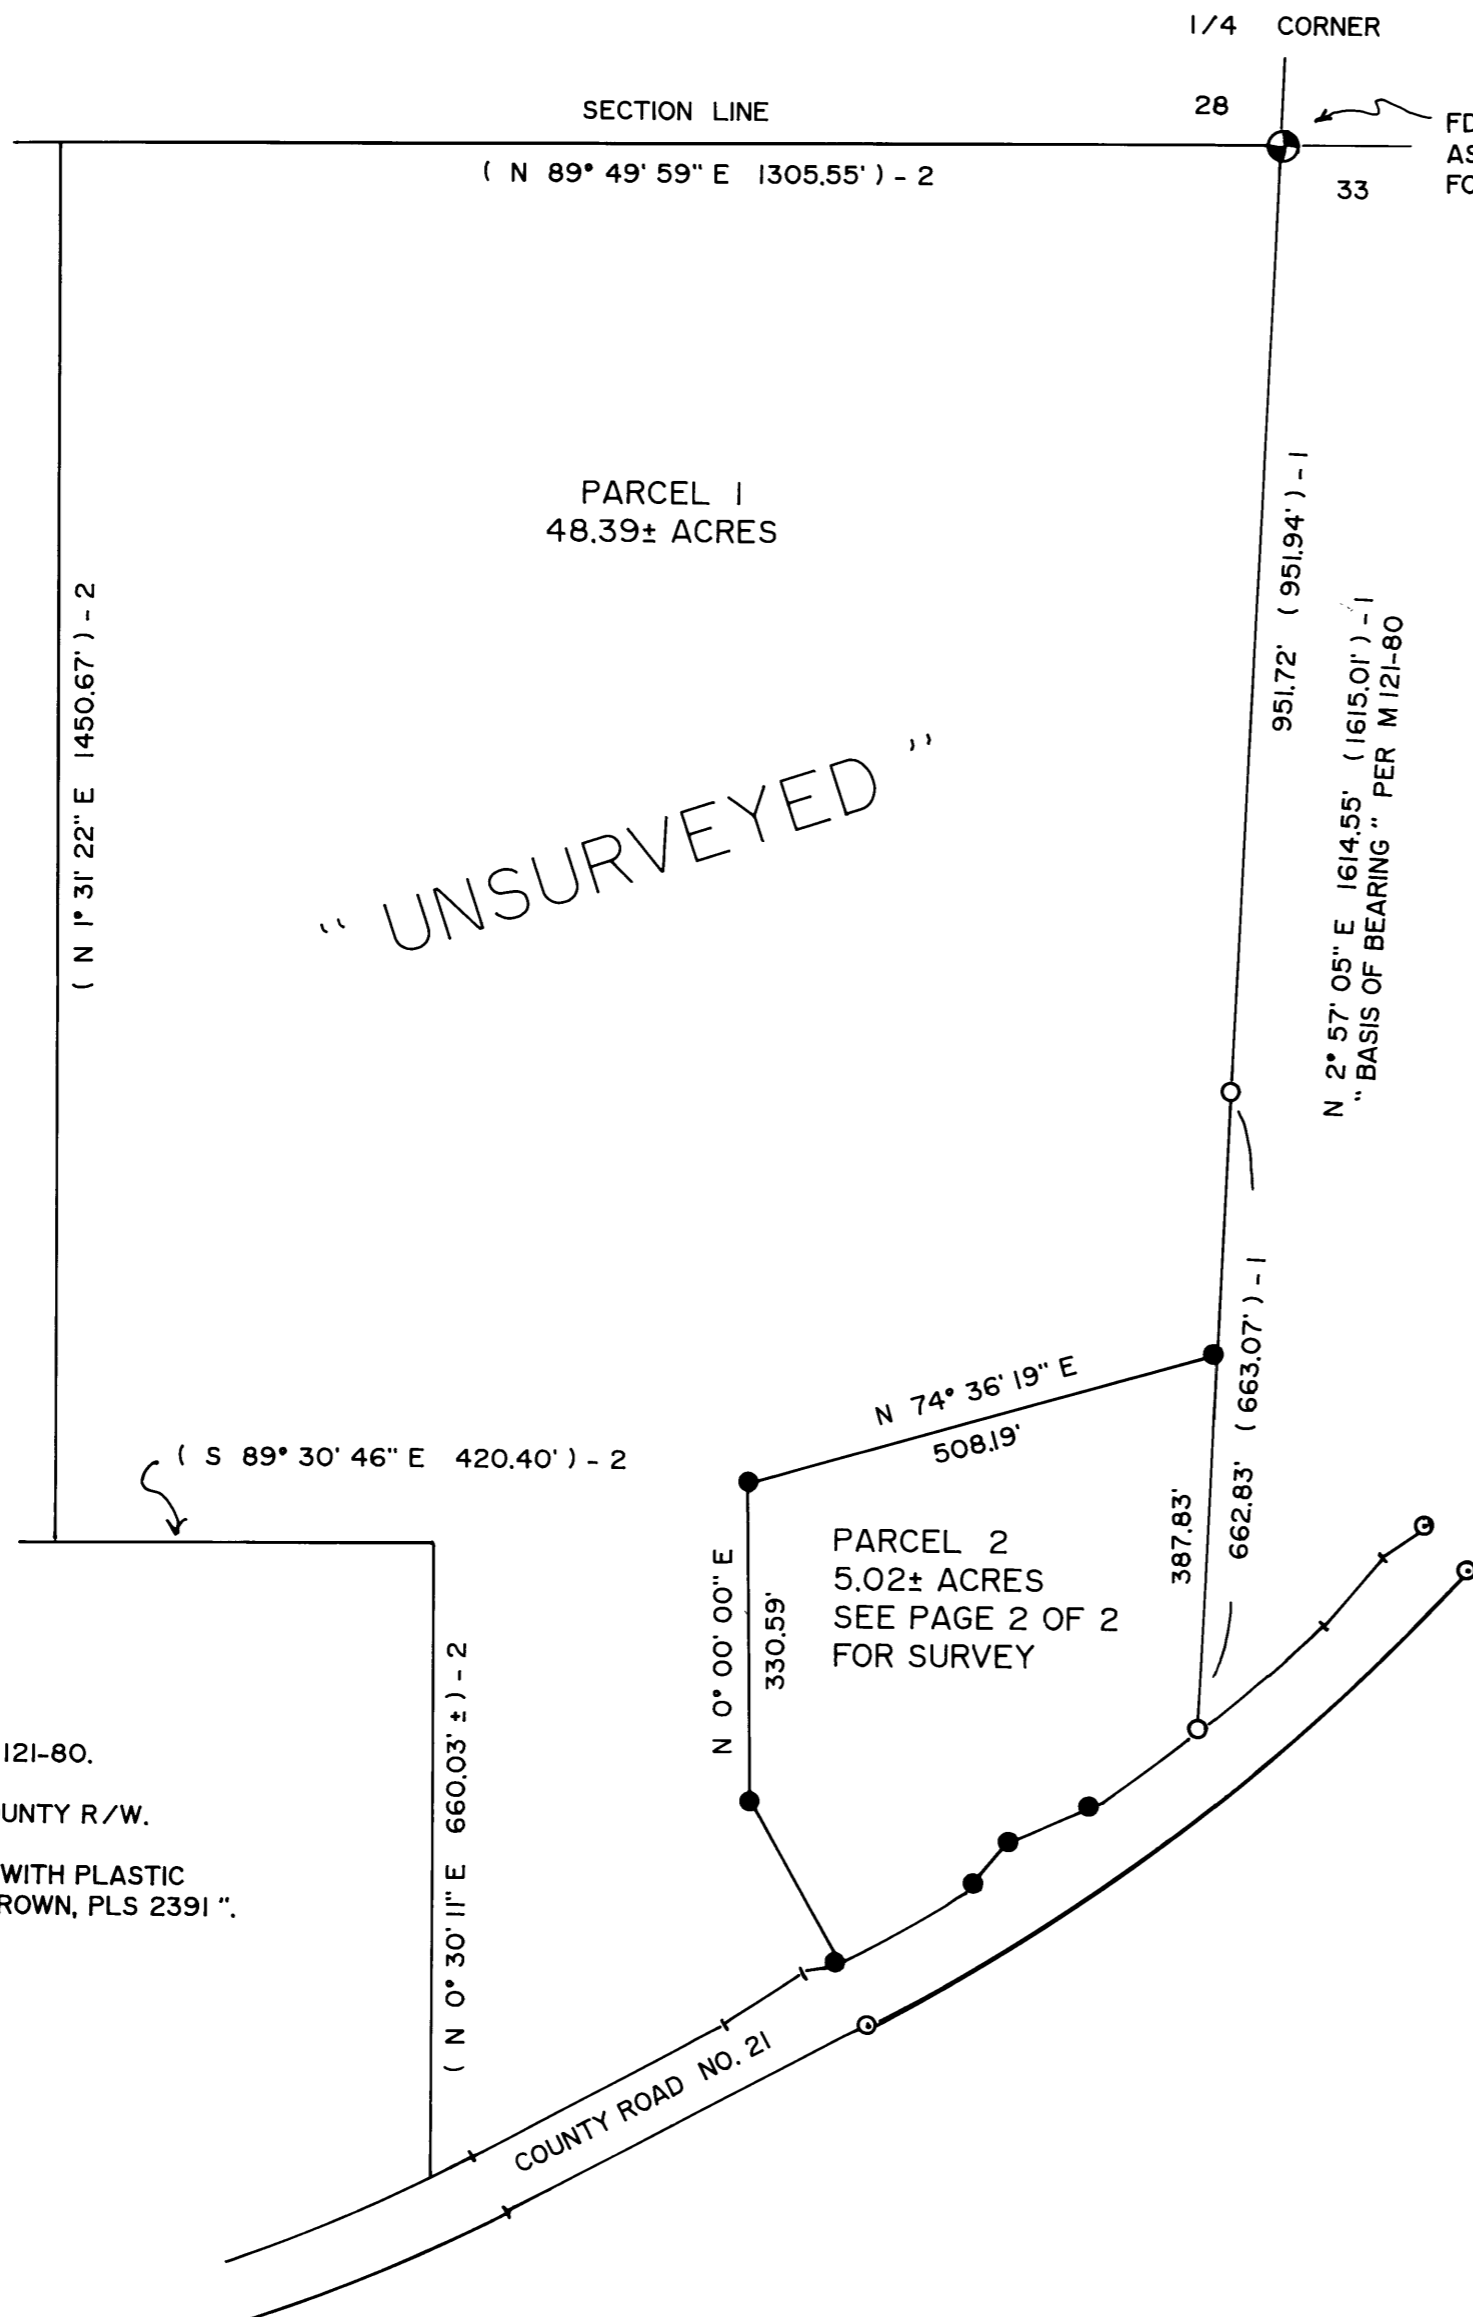 1/4 CORNER
SECTION LINE
28
FD
AS
FO
( N 89° 49' 59" E 1305.55' ) - 2
33
PARCEL 1
48.39± ACRES
951.72' ( 951.94' ) - 1
N 2° 57' 05" E 1614.55' ( 1615.01' ) - 1
" BASIS OF BEARING " PER M 121-80
( N 1° 31' 22" E 1450.67' ) - 2
" UNSURVEYED "
N 74° 36' 19" E
508.19'
662.83' ( 663.07' ) - 1
387.83'
( S 89° 30' 46" E 420.40' ) - 2
N 0° 00' 00" E
330.59'
PARCEL 2
5.02± ACRES
SEE PAGE 2 OF 2
FOR SURVEY
( N 0° 30' 11" E 660.03' ± ) - 2
121-80.
UNTY R/W.
WITH PLASTIC
ROWN, PLS 2391 ".
COUNTY ROAD NO. 21